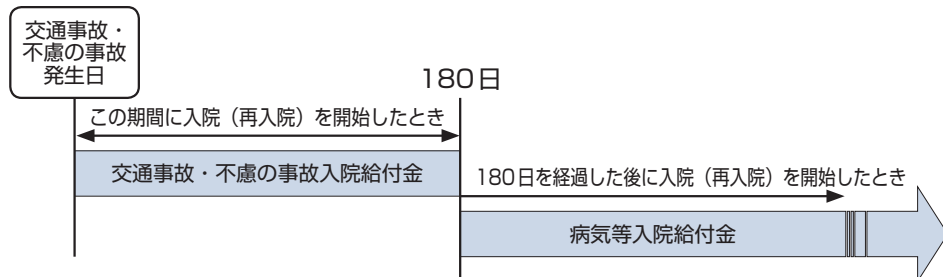 交通事故・
不慮の事故
発生日
180日
この期間に入院（再入院）を開始したとき
交通事故・不慮の事故入院給付金
180日を経過した後に入院（再入院）を開始したとき
病気等入院給付金